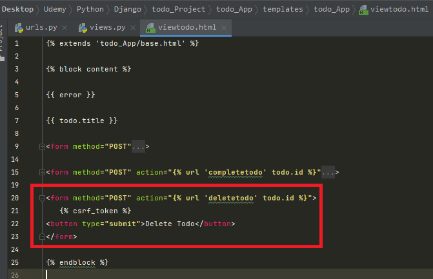 Desktop > Udemy > Python > Django > todo_Project > todo_App > templates > todo_App > viewtodo.html
urls.py × views.py × viewtodo.html ×
1 {% extends 'todo_App/base.html' %}
2
3 {% block content %}
4
5 {{ error }}
6
7 {{ todo.title }}
8
9 <form method="POST"...>
14
15 <form method="POST" action="{% url 'completetodo' todo.id %}"...>
19
20 <form method="POST" action="{% url 'deletetodo' todo.id %}">
21 {% csrf_token %}
22 <button type="submit">Delete Todo</button>
23 </form>
24
25 {% endblock %}
26